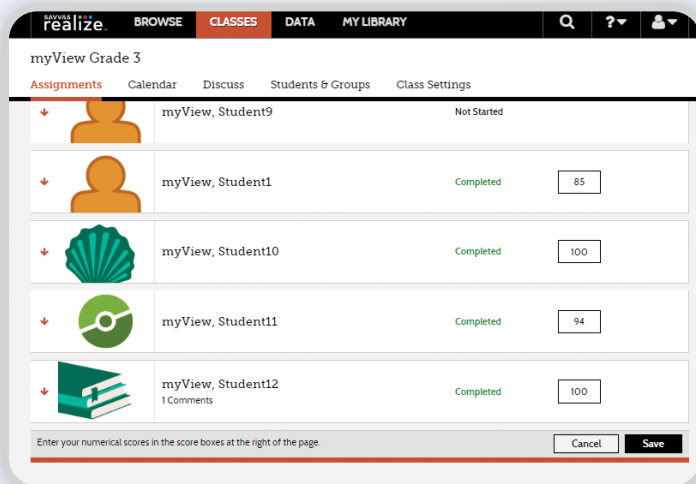 SAVVAS
realize. BROWSE CLASSES DATA MY LIBRARY ?
myView Grade 3
Assignments Calendar Discuss Students & Groups Class Settings
myView, Student9 Not Started
myView, Student1 Completed 85
myView, Student10 Completed 100
myView, Student11 Completed 94
myView, Student12 Completed 100
1 Comments
Enter your numerical scores in the score boxes at the right of the page. Cancel Save